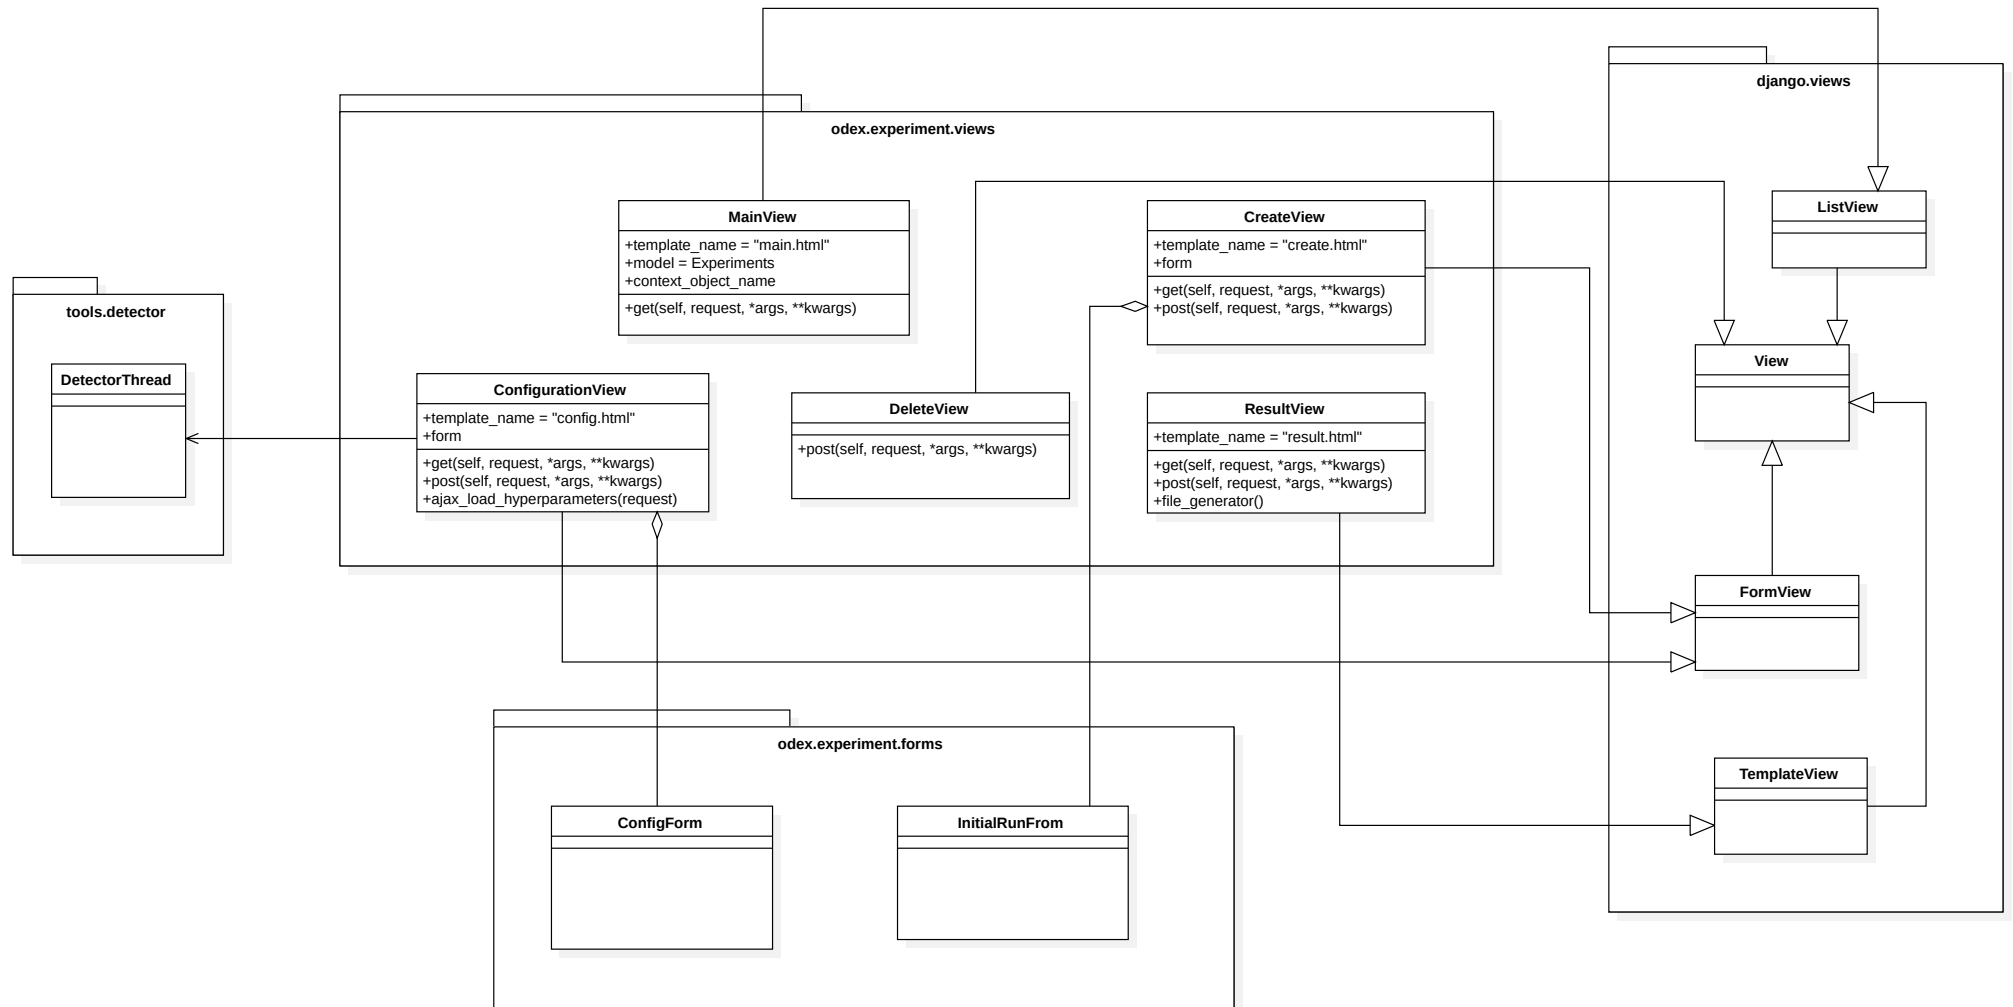 django.views
odex.experiment.views
ListView
MainView
+template_name = "main.html"
+model = Experiments
+context_object_name
+get(self, request, *args, **kwargs)
CreateView
+template_name = "create.html"
+form
+get(self, request, *args, **kwargs)
+post(self, request, *args, **kwargs)
tools.detector
DetectorThread
View
ConfigurationView
+template_name = "config.html"
+form
+get(self, request, *args, **kwargs)
+post(self, request, *args, **kwargs)
+ajax_load_hyperparameters(request)
DeleteView
+post(self, request, *args, **kwargs)
ResultView
+template_name = "result.html"
+get(self, request, *args, **kwargs)
+post(self, request, *args, **kwargs)
+file_generator()
FormView
odex.experiment.forms
TemplateView
ConfigForm
InitialRunFrom